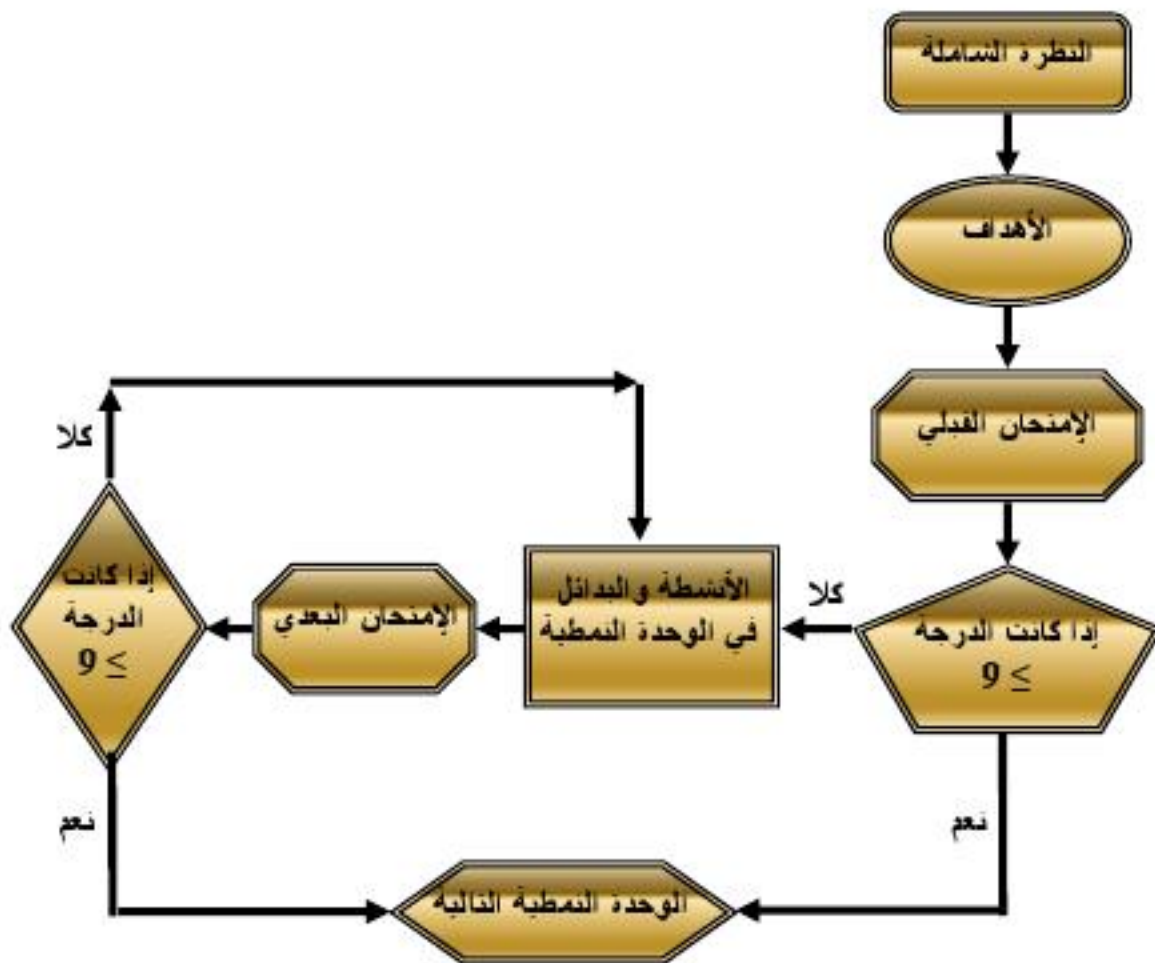 النظرة الشاملة
الأهداف
الإمتحان القبلي
إذا كانت الدرجة
≥ 9
كلا
نعم
الأنشطة والبدائل
في الوحدة النمطية
الإمتحان البعدي
إذا كانت
الدرجة
≥ 9
كلا
نعم
الوحدة النمطية التالية